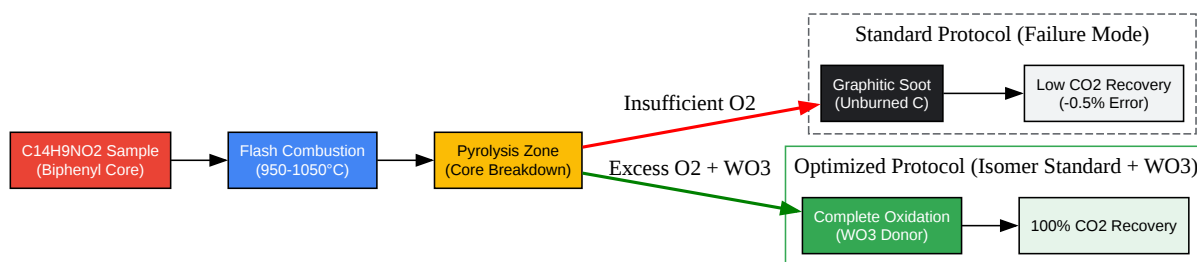 Standard Protocol (Failure Mode)
Graphitic Soot
(Unburned C)
Low CO2 Recovery
(-0.5% Error)
Insufficient O2
C14H9NO2 Sample
(Biphenyl Core)
Flash Combustion
(950-1050°C)
Pyrolysis Zone
(Core Breakdown)
Excess O2 + WO3
Optimized Protocol (Isomer Standard + WO3)
Complete Oxidation
(WO3 Donor)
100% CO2 Recovery